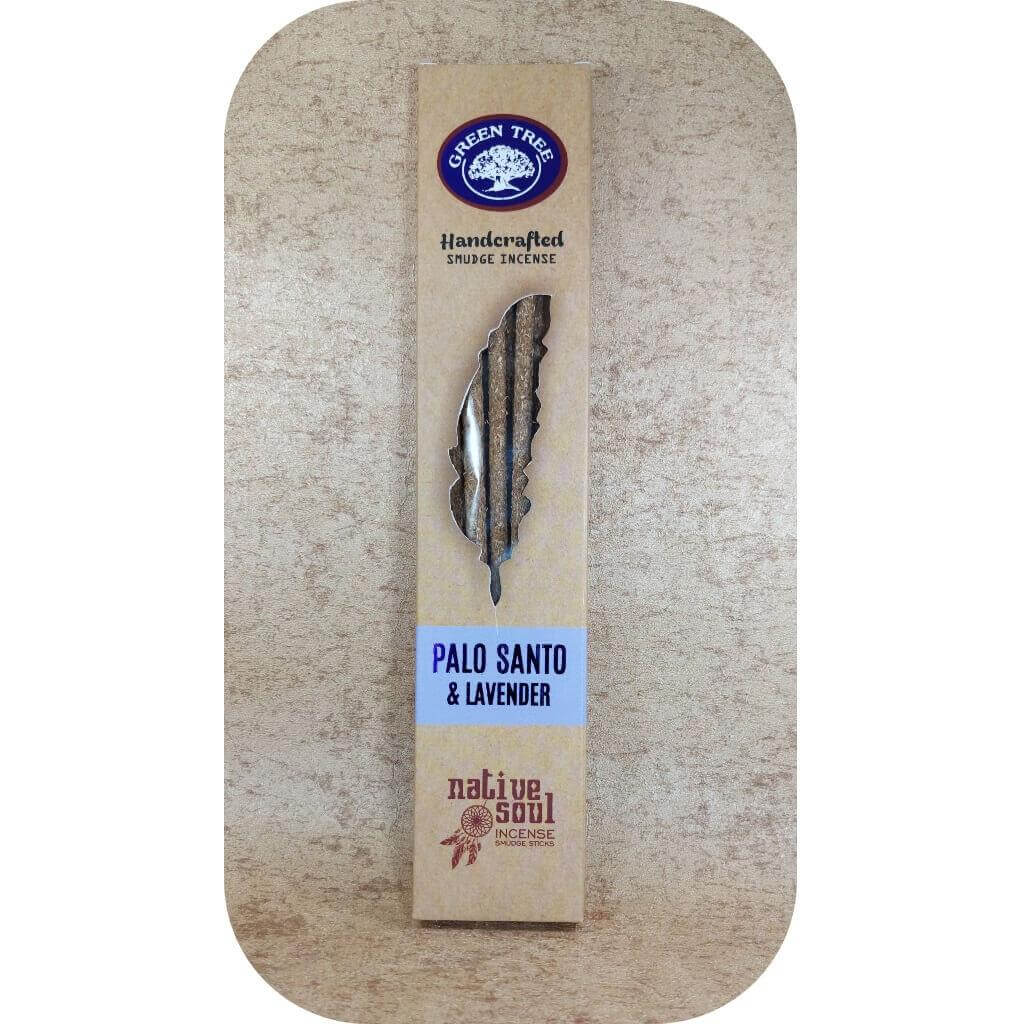 GREEN TREE
Handcrafted
SMUDGE INCENSE
PALO SANTO
& LAVENDER
native
soul
INCENSE
SMUDGE STICKS